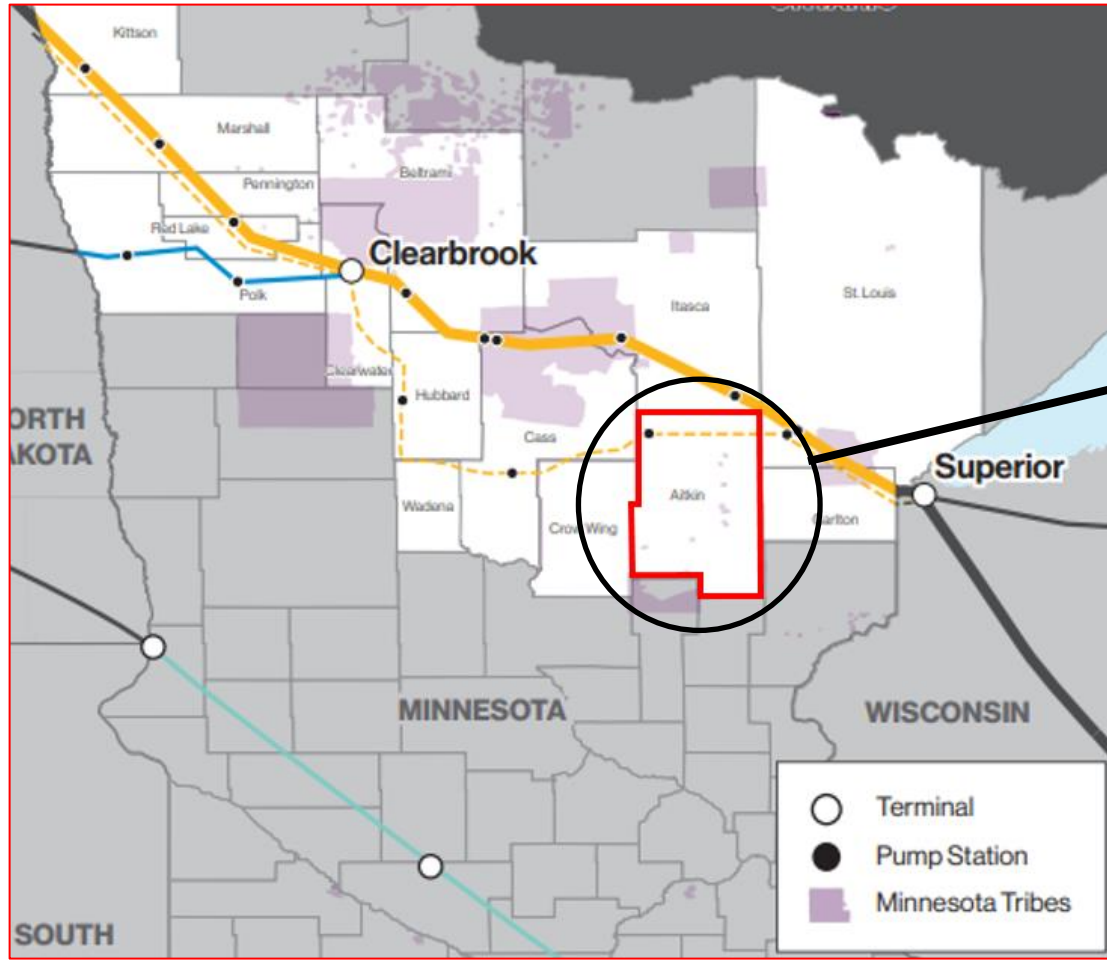 Kittson
Marshall
Beltrami
Pennington
Red Lake
Clearbrook
Polk
Itasca
St. Louis
Clearwater
Hubbard
ORTH
AKOTA
Cass
Superior
Wadena
Aitkin
Crow Wing
Carlton
MINNESOTA
WISCONSIN
Terminal
Pump Station
Minnesota Tribes
SOUTH